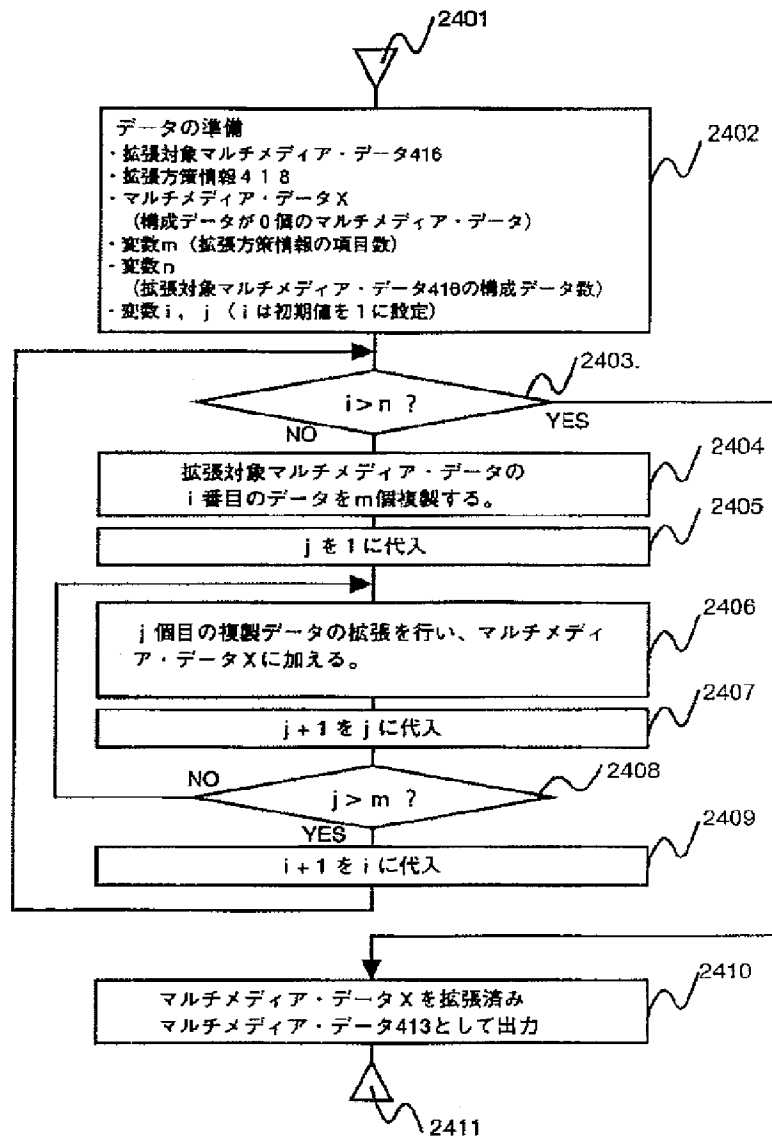 2401
データの準備
・拡張対象マルチメディア・データ416
・拡張方策情報418
・マルチメディア・データX
(構成データが0個のマルチメディア・データ)
・変数m(拡張方策情報の項目数)
・変数n
(拡張対象マルチメディア・データ416の構成データ数)
・変数i, j(iは初期値を1に設定)
2402
i>n ?
2403.
NO
YES
拡張対象マルチメディア・データの
i番目のデータをm個複製する。
2404
jを1に代入
2405
j個目の複製データの拡張を行い、マルチメディ
ア・データXに加える。
2406
j+1をjに代入
2407
NO
j>m ?
2408
YES
i+1をiに代入
2409
マルチメディア・データXを拡張済み
マルチメディア・データ413として出力
2410
2411